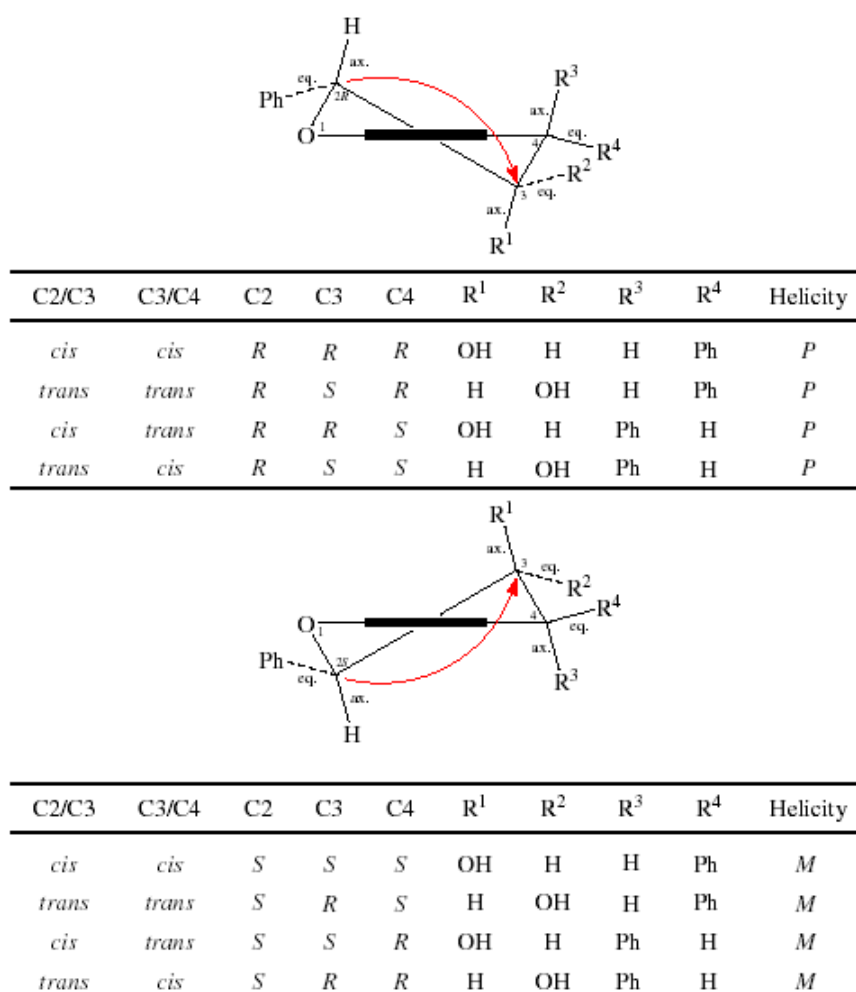 H
ax.
eq.
Ph
2R
O
1
R³
ax.
eq.
4
R⁴
R²
3
eq.
ax.
R¹
C2/C3 C3/C4 C2 C3 C4 R¹ R² R³ R⁴ Helicity
cis cis R R R OH H H Ph P
trans trans R S R H OH H Ph P
cis trans R R S OH H Ph H P
trans cis R S S H OH Ph H P
R¹
ax.
3
eq.
R²
R⁴
O
1
4
eq.
Ph
2S
eq.
ax.
R³
ax.
H
C2/C3 C3/C4 C2 C3 C4 R¹ R² R³ R⁴ Helicity
cis cis S S S OH H H Ph M
trans trans S R S H OH H Ph M
cis trans S S R OH H Ph H M
trans cis S R R H OH Ph H M